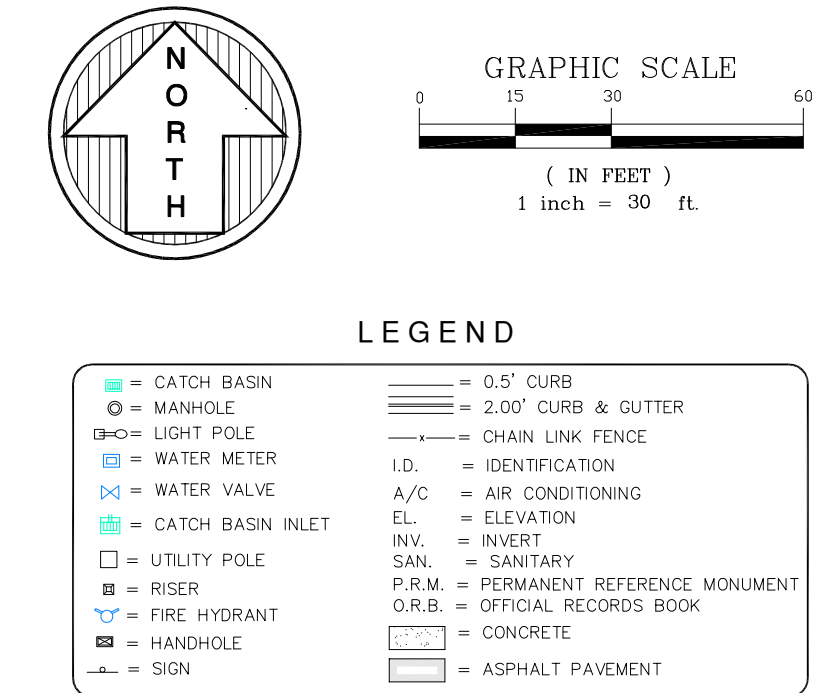 NORTH
GRAPHIC SCALE
0 15 30 60
( IN FEET )
1 inch = 30 ft.
LEGEND
= CATCH BASIN
= MANHOLE
= LIGHT POLE
= WATER METER
= WATER VALVE
= CATCH BASIN INLET
= UTILITY POLE
= RISER
= FIRE HYDRANT
= HANDHOLE
= SIGN
= 0.5' CURB
= 2.00' CURB & GUTTER
x = CHAIN LINK FENCE
I.D. = IDENTIFICATION
A/C = AIR CONDITIONING
EL. = ELEVATION
INV. = INVERT
SAN. = SANITARY
P.R.M. = PERMANENT REFERENCE MONUMENT
O.R.B. = OFFICIAL RECORDS BOOK
= CONCRETE
= ASPHALT PAVEMENT